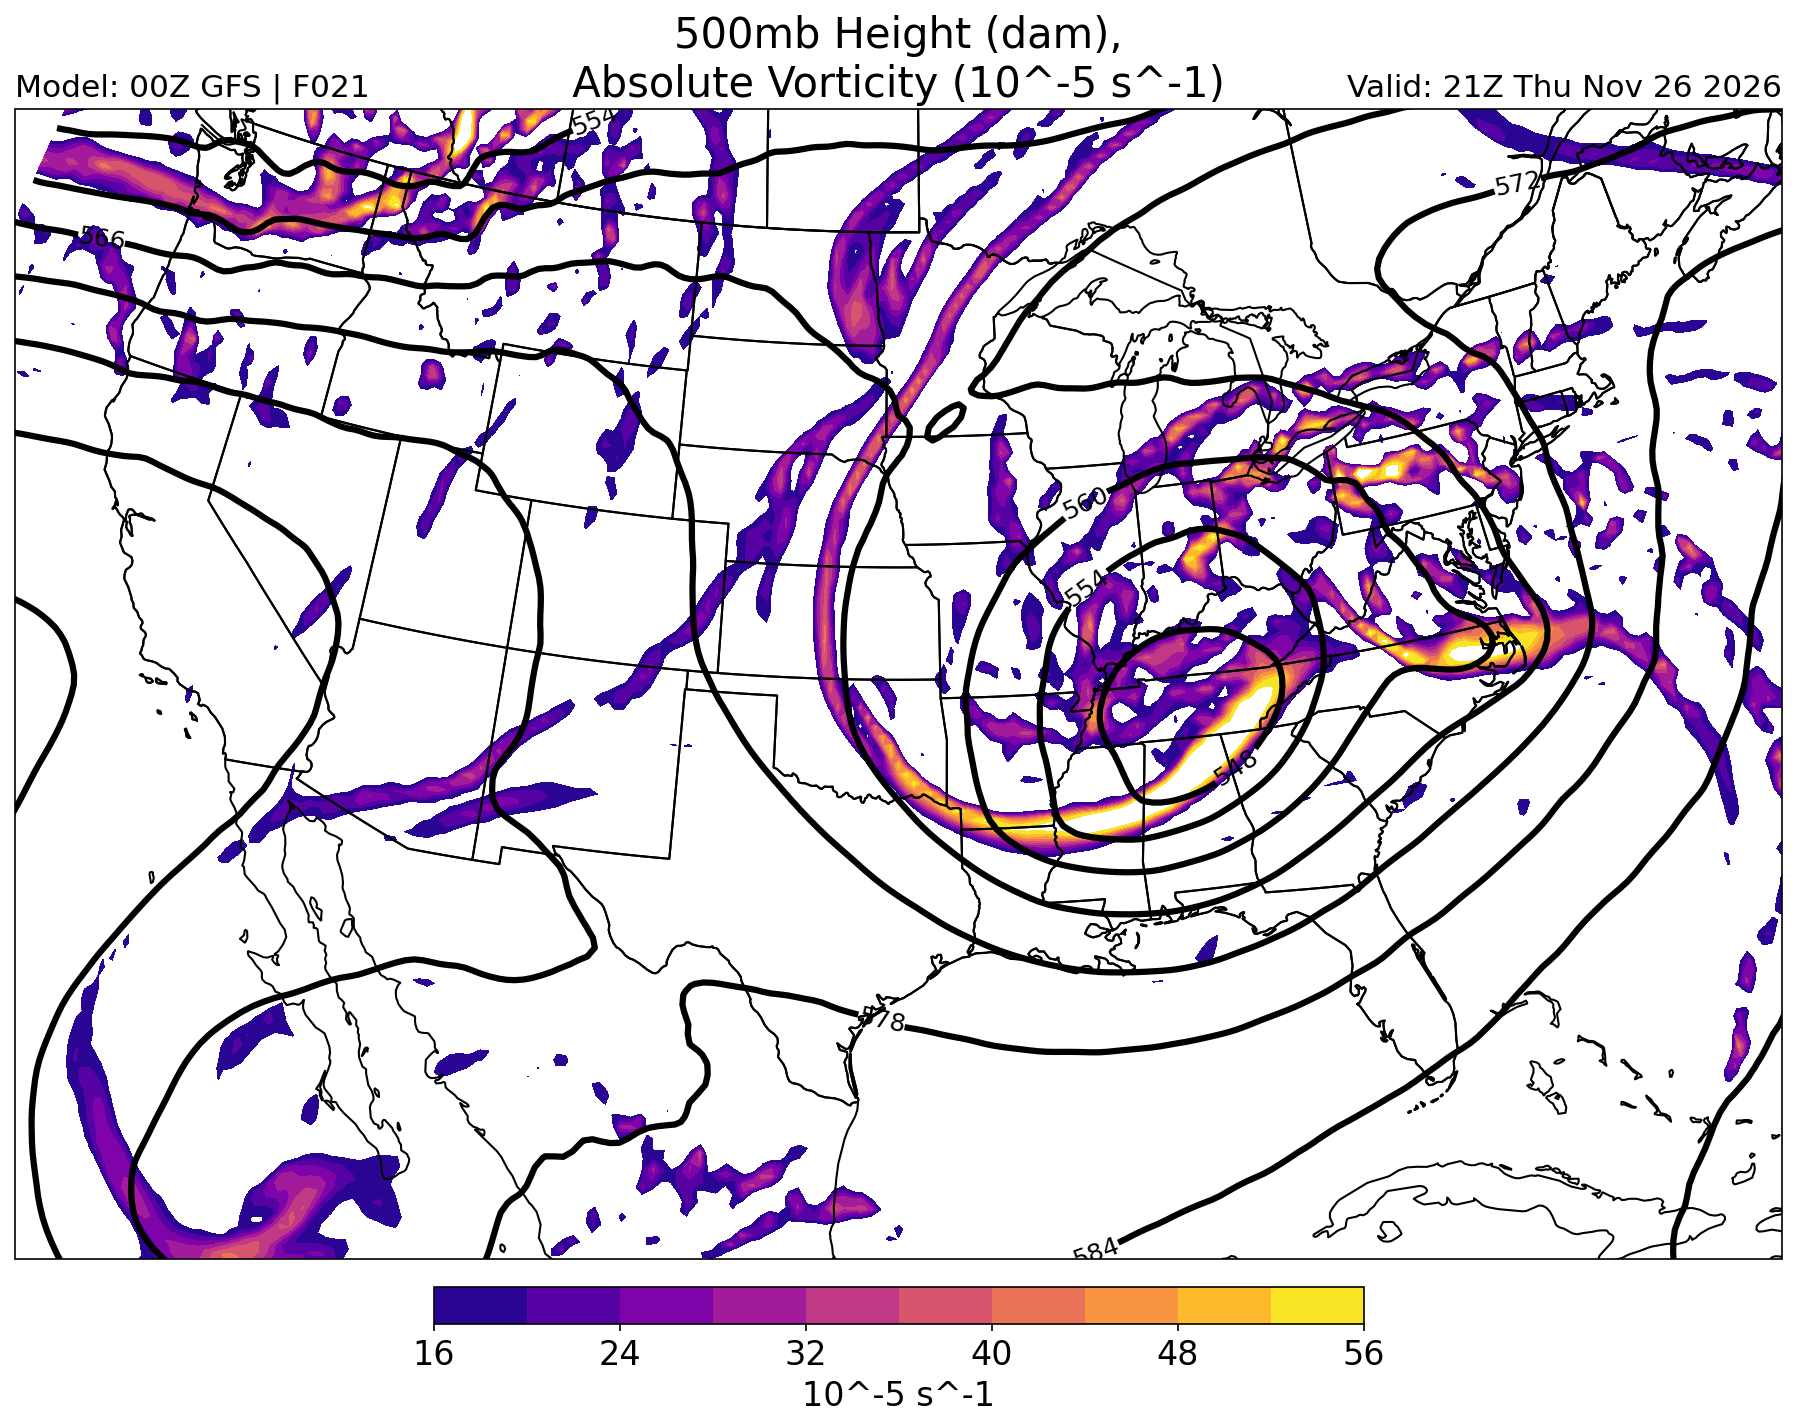 500mb Height (dam),
Absolute Vorticity (10^-5 s^-1)
Model: 00Z GFS | F021
Valid: 21Z Thu Nov 26 2026
554
572
566
560
554
548
578
584
16 24 32 40 48 56
10^-5 s^-1